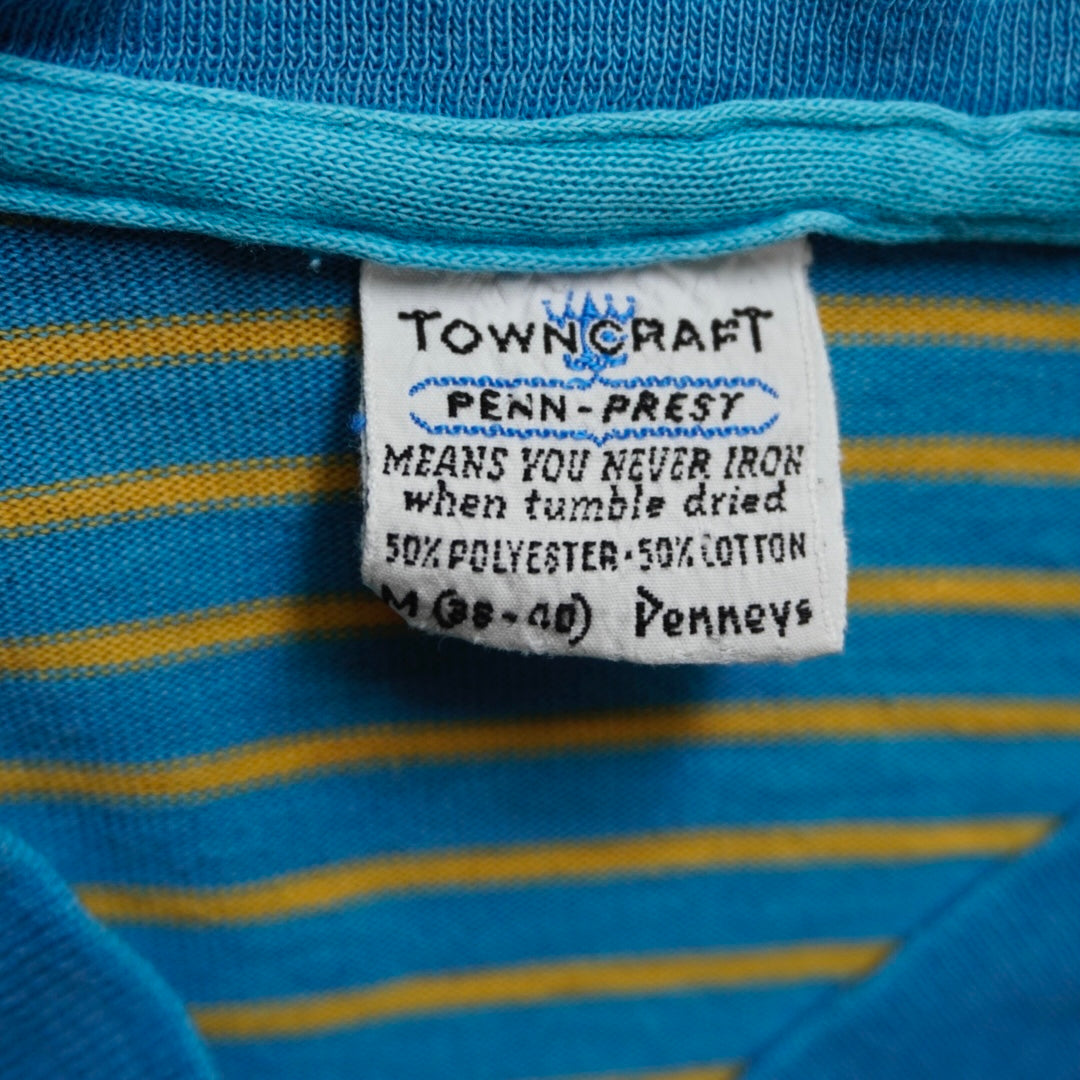 TOWNCRAFT
PENN-PREST
MEANS YOU NEVER IRON
when tumble dried
50% POLYESTER·50% COTTON
M (38-40) Penneys